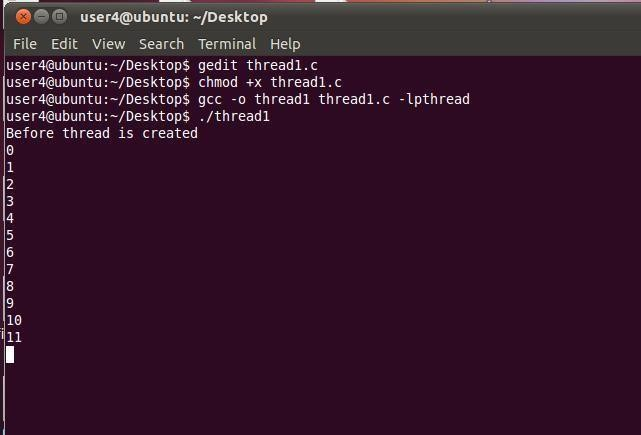 user4@ubuntu: ~/Desktop
File Edit View Search Terminal Help
user4@ubuntu:~/Desktop$ gedit thread1.c
user4@ubuntu:~/Desktop$ chmod +x thread1.c
user4@ubuntu:~/Desktop$ gcc -o thread1 thread1.c -lpthread
user4@ubuntu:~/Desktop$ ./thread1
Before thread is created
0
1
2
3
4
5
6
7
8
9
10
11